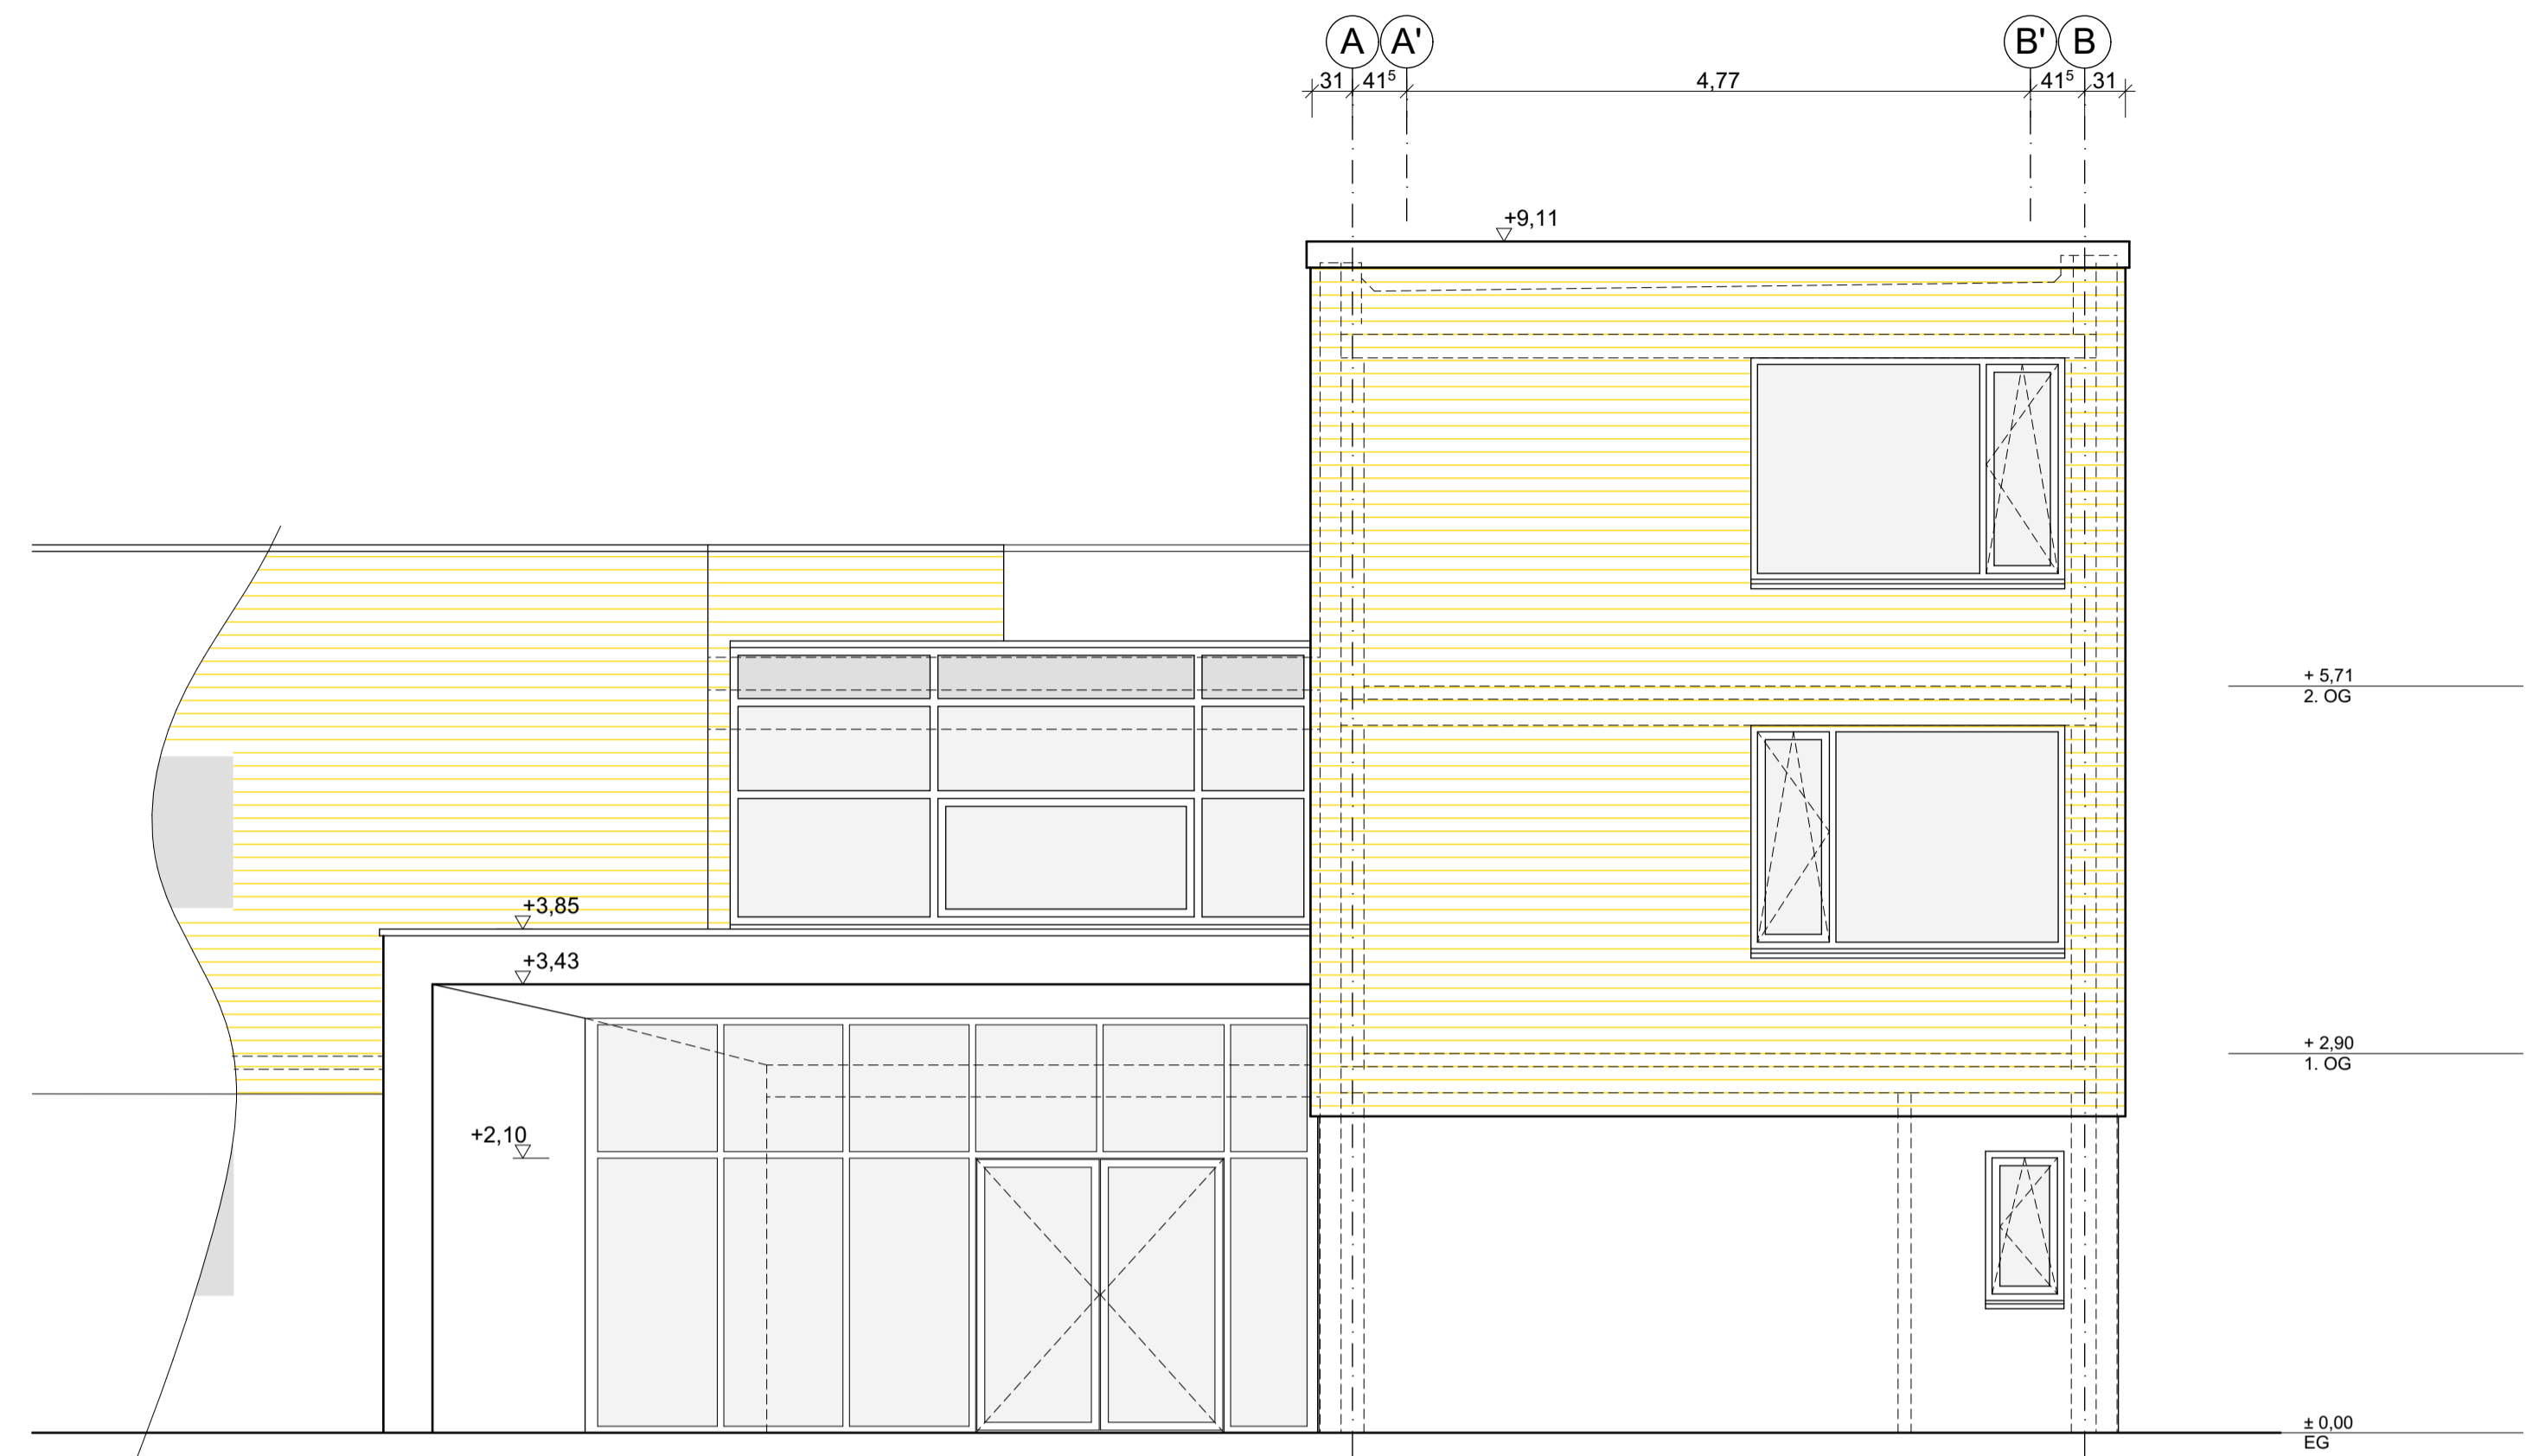 A A' B' B
31 41⁵ 4,77 41⁵ 31
+9,11
+ 5,71
2. OG
+3,85
+3,43
+ 2,90
1. OG
+2,10
± 0,00
EG